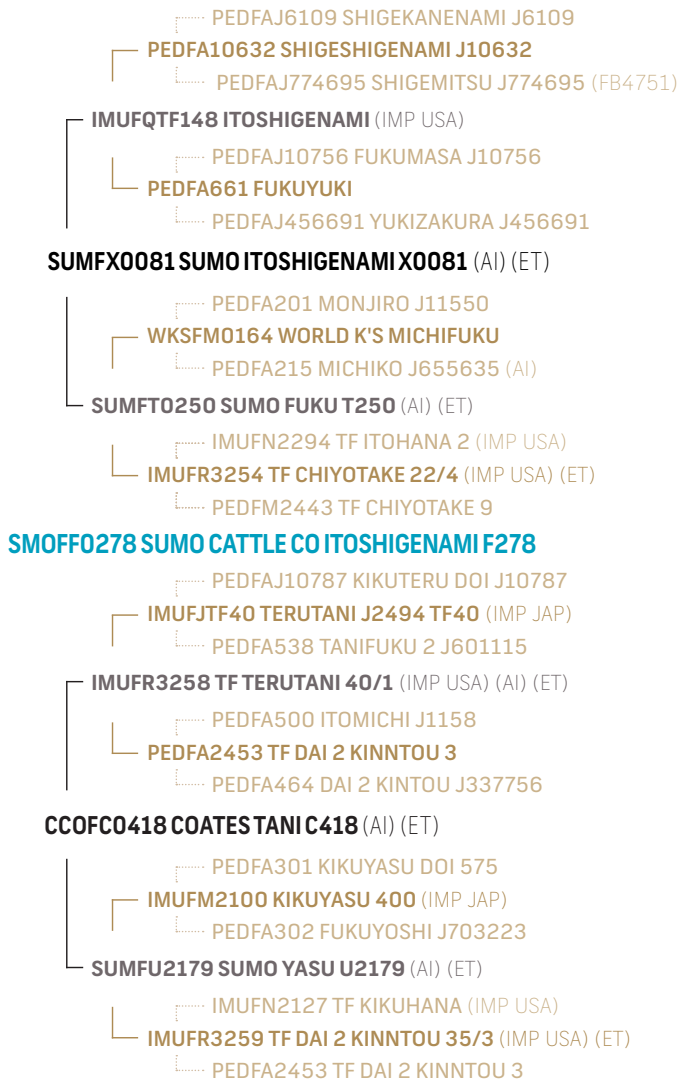 PEDFAJ6109 SHIGEKANENAMI J6109
PEDFA10632 SHIGESHIGENAMI J10632
PEDFAJ774695 SHIGEMITSU J774695 (FB4751)
IMUFQTF148 ITOSHIGENAMI (IMP USA)
PEDFAJ10756 FUKUMASA J10756
PEDFA661 FUKUYUKI
PEDFAJ456691 YUKIZAKURA J456691
SUMFX0081 SUMO ITOSHIGENAMI X0081 (AI) (ET)
PEDFA201 MONJIRO J11550
WKSFM0164 WORLD K'S MICHIFUKU
PEDFA215 MICHIKO J655635 (AI)
SUMFT0250 SUMO FUKU T250 (AI) (ET)
IMUFN2294 TF ITOHANA 2 (IMP USA)
IMUFR3254 TF CHIYOTAKE 22/4 (IMP USA) (ET)
PEDFM2443 TF CHIYOTAKE 9
SMOFF0278 SUMO CATTLE CO ITOSHIGENAMI F278
PEDFAJ10787 KIKUTERU DOI J10787
IMUFJTF40 TERUTANI J2494 TF40 (IMP JAP)
PEDFA538 TANIFUKU 2 J601115
IMUFR3258 TF TERUTANI 40/1 (IMP USA) (AI) (ET)
PEDFA500 ITOMICHI J1158
PEDFA2453 TF DAI 2 KINNTOU 3
PEDFA464 DAI 2 KINTOU J337756
CCOFC0418 COATES TANI C418 (AI) (ET)
PEDFA301 KIKUYASU DOI 575
IMUFM2100 KIKUYASU 400 (IMP JAP)
PEDFA302 FUKUYOSHI J703223
SUMFU2179 SUMO YASU U2179 (AI) (ET)
IMUFN2127 TF KIKUHANA (IMP USA)
IMUFR3259 TF DAI 2 KINNTOU 35/3 (IMP USA) (ET)
PEDFA2453 TF DAI 2 KINNTOU 3